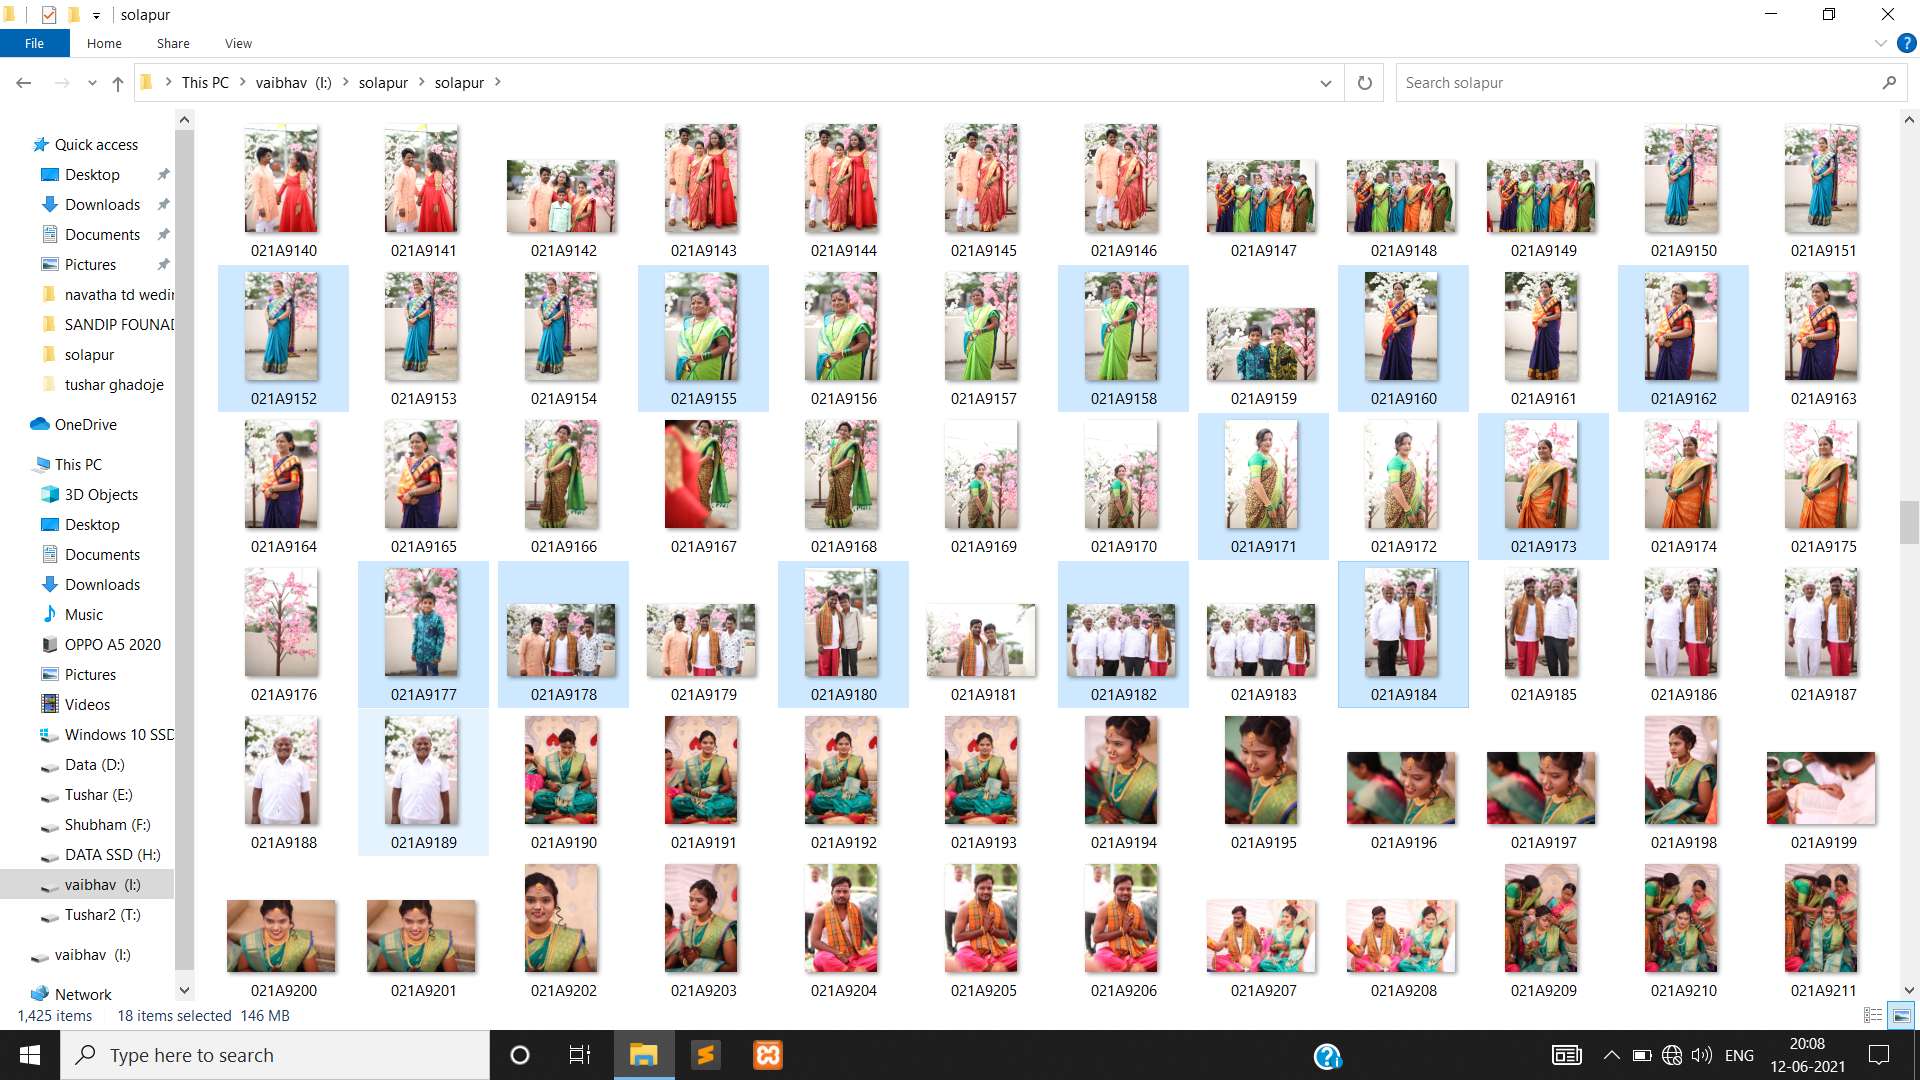 solapur
File Home Share View
This PC vaibhav (I:) solapur solapur
Search solapur
Quick access
Desktop
Downloads
Documents
Pictures
navatha td wedin
SANDIP FOUNAD
solapur
tushar ghadoje
OneDrive
This PC
3D Objects
Desktop
Documents
Downloads
Music
OPPO A5 2020
Pictures
Videos
Windows 10 SSD
Data (D:)
Tushar (E:)
Shubham (F:)
DATA SSD (H:)
vaibhav (I:)
Tushar2 (T:)
vaibhav (I:)
Network
021A9140 021A9141 021A9142 021A9143 021A9144 021A9145 021A9146 021A9147 021A9148 021A9149 021A9150 021A9151
021A9152 021A9153 021A9154 021A9155 021A9156 021A9157 021A9158 021A9159 021A9160 021A9161 021A9162 021A9163
021A9164 021A9165 021A9166 021A9167 021A9168 021A9169 021A9170 021A9171 021A9172 021A9173 021A9174 021A9175
021A9176 021A9177 021A9178 021A9179 021A9180 021A9181 021A9182 021A9183 021A9184 021A9185 021A9186 021A9187
021A9188 021A9189 021A9190 021A9191 021A9192 021A9193 021A9194 021A9195 021A9196 021A9197 021A9198 021A9199
021A9200 021A9201 021A9202 021A9203 021A9204 021A9205 021A9206 021A9207 021A9208 021A9209 021A9210 021A9211
1,425 items 18 items selected 146 MB
Type here to search
ENG
20:08
12-06-2021